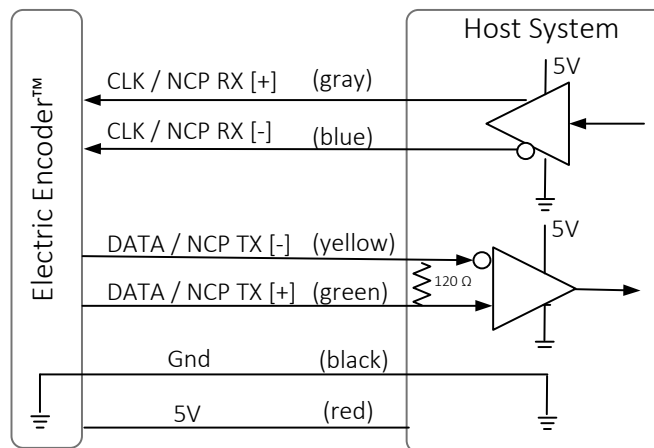 Host System
5V
CLK / NCP RX [+] (gray)
CLK / NCP RX [-] (blue)
Electric Encoder™
5V
DATA / NCP TX [-] (yellow)
120 Ω
DATA / NCP TX [+] (green)
Gnd (black)
5V (red)